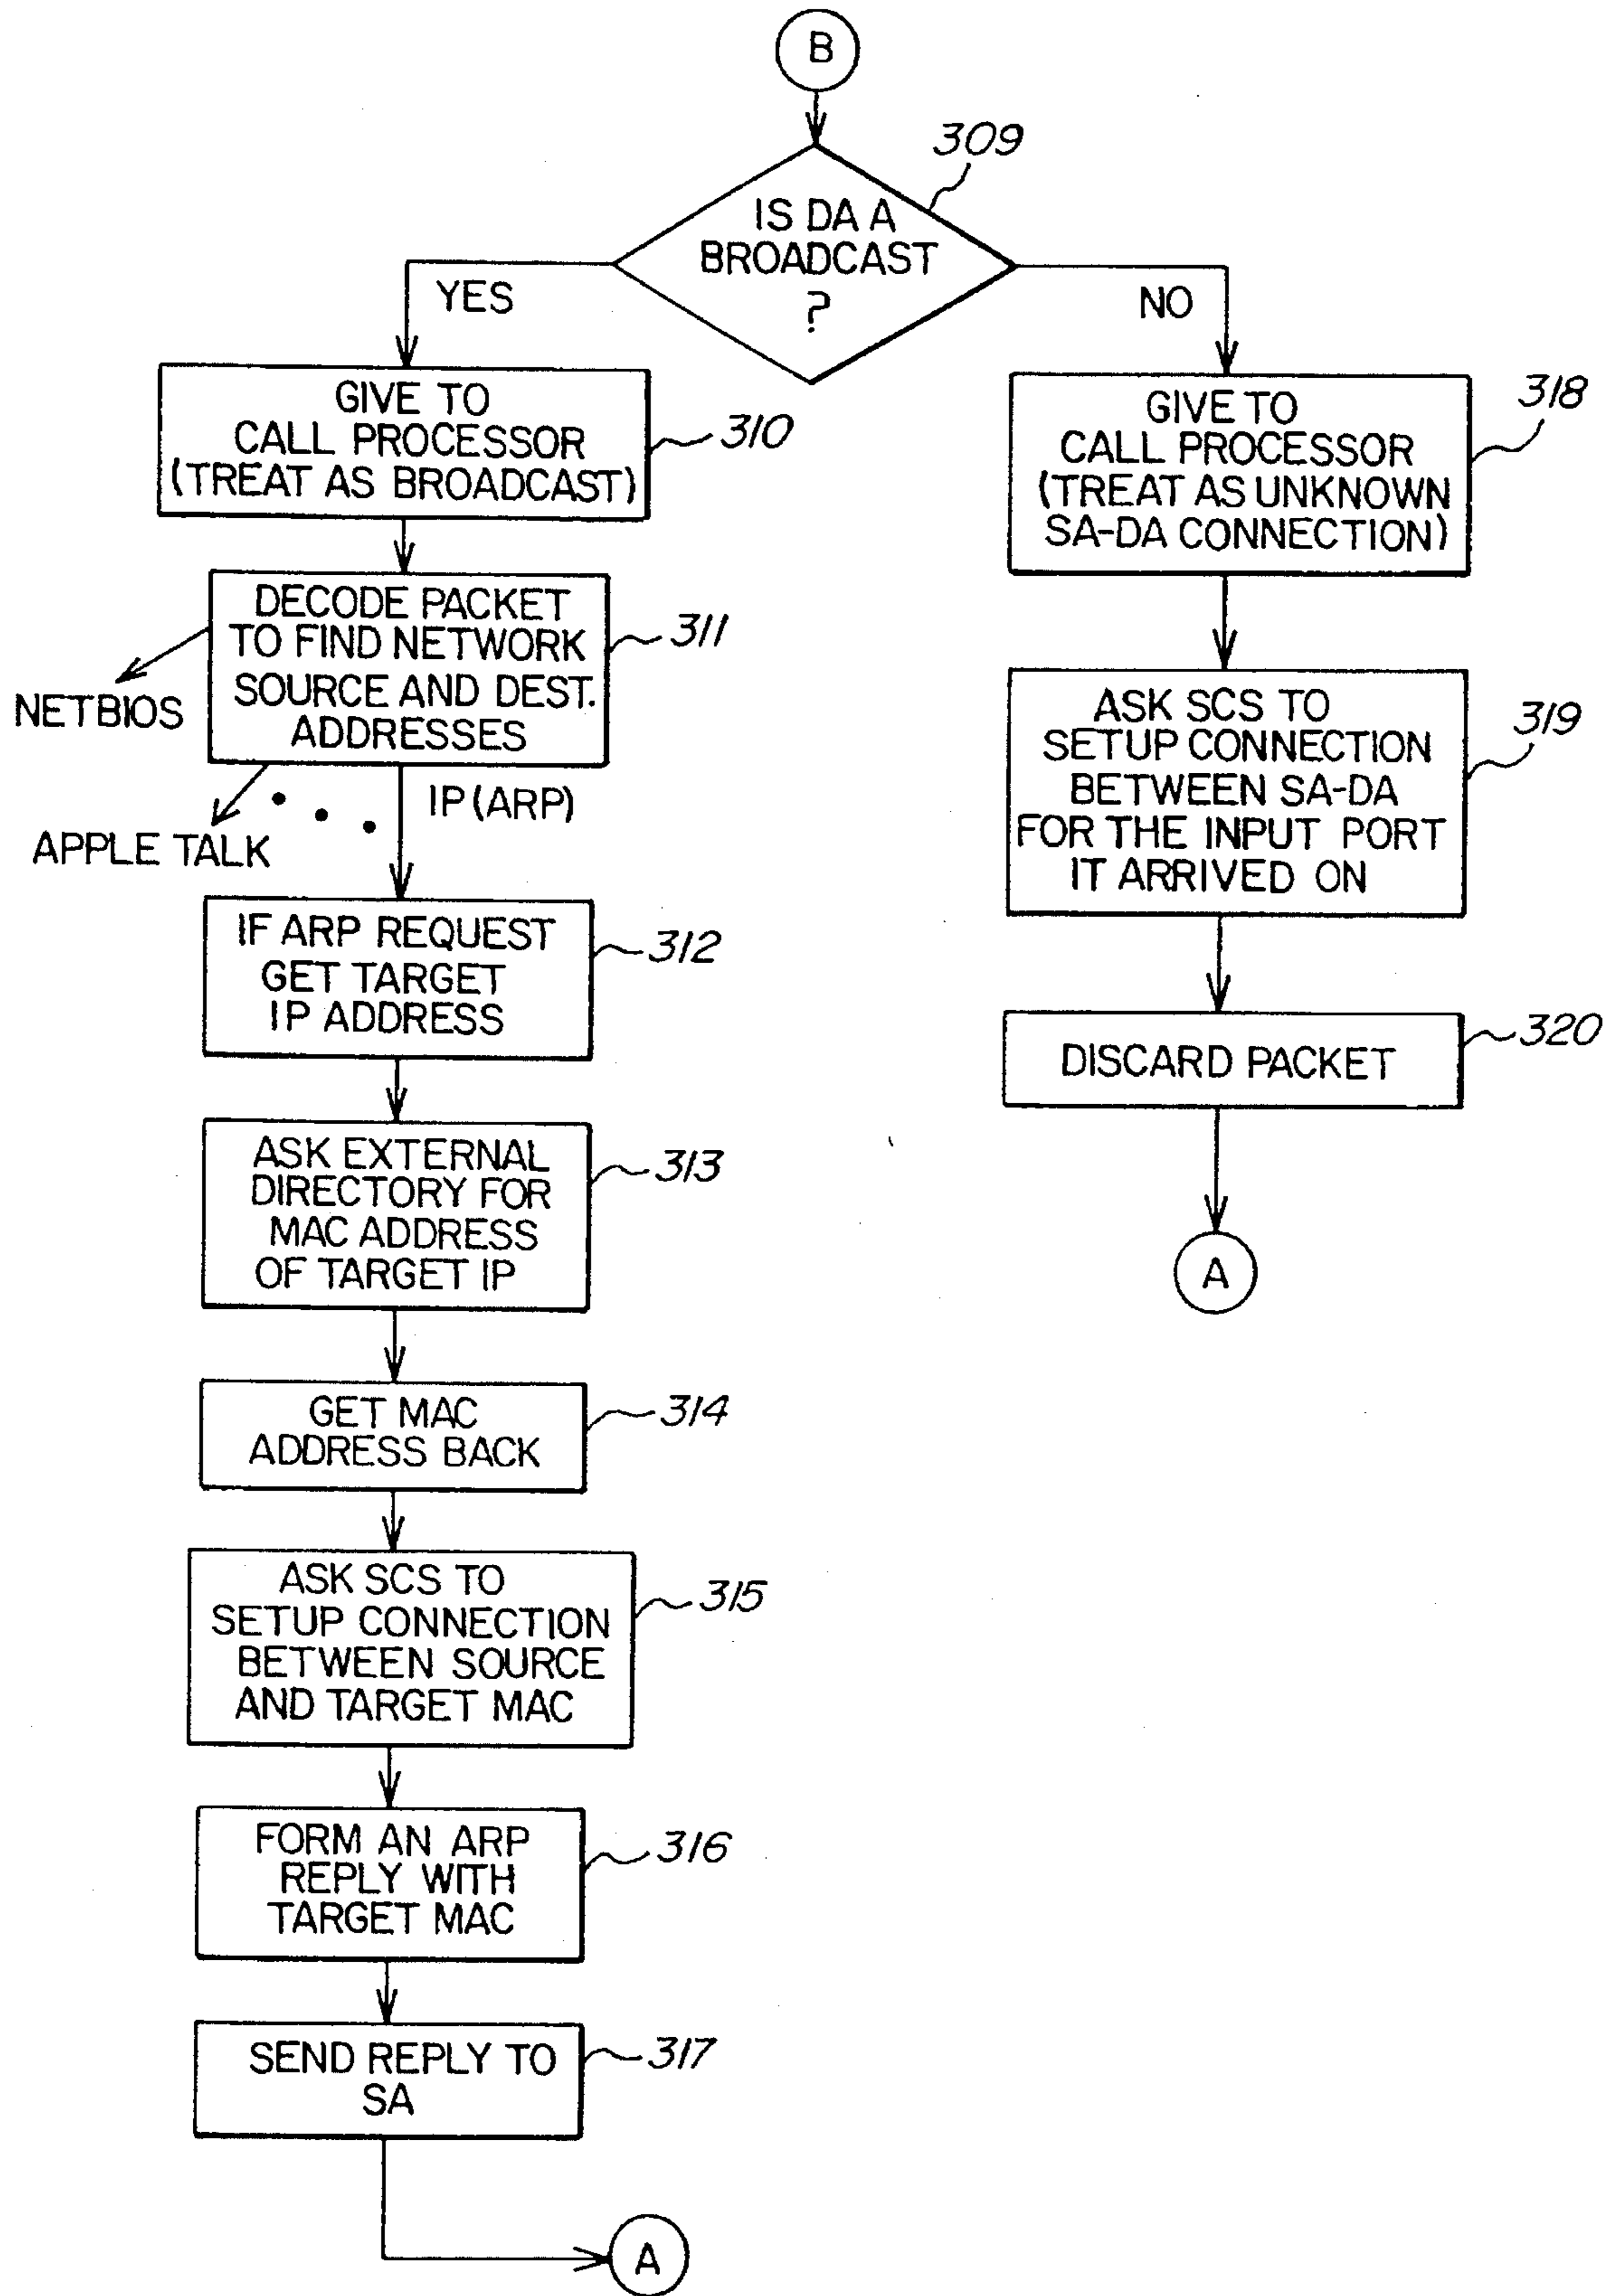 B
309
IS DA A
BROADCAST
?
YES
NO
GIVE TO
CALL PROCESSOR
(TREAT AS BROADCAST)
310
DECODE PACKET
TO FIND NETWORK
SOURCE AND DEST.
ADDRESSES
311
NETBIOS
APPLE TALK
IP (ARP)
IF ARP REQUEST
GET TARGET
IP ADDRESS
312
ASK EXTERNAL
DIRECTORY FOR
MAC ADDRESS
OF TARGET IP
313
GET MAC
ADDRESS BACK
314
ASK SCS TO
SETUP CONNECTION
BETWEEN SOURCE
AND TARGET MAC
315
FORM AN ARP
REPLY WITH
TARGET MAC
316
SEND REPLY TO
SA
317
A
GIVE TO
CALL PROCESSOR
(TREAT AS UNKNOWN
SA-DA CONNECTION)
318
ASK SCS TO
SETUP CONNECTION
BETWEEN SA-DA
FOR THE INPUT PORT
IT ARRIVED ON
319
DISCARD PACKET
320
A